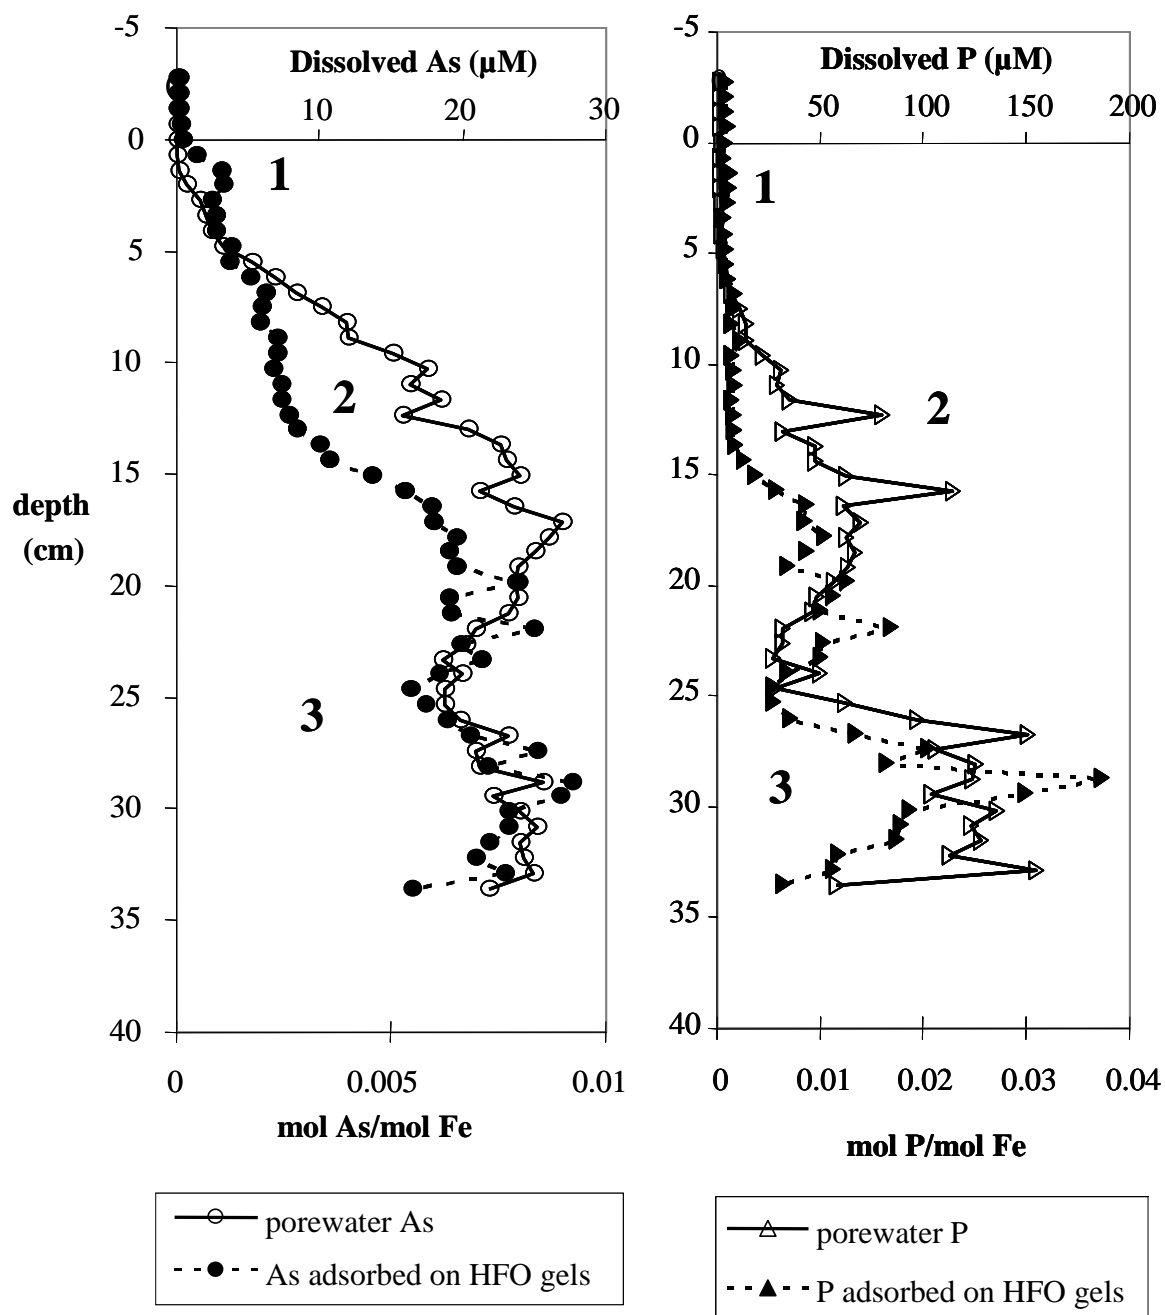 -5
Dissolved As (µM)
10 20 30
0
1
5
10
2
15
depth
(cm)
20
25
3
30
35
40
0 0.005 0.01
mol As/mol Fe
porewater As
As adsorbed on HFO gels
-5
Dissolved P (µM)
50 100 150 200
0
1
5
10
2
15
20
25
3
30
35
40
0 0.01 0.02 0.03 0.04
mol P/mol Fe
porewater P
P adsorbed on HFO gels